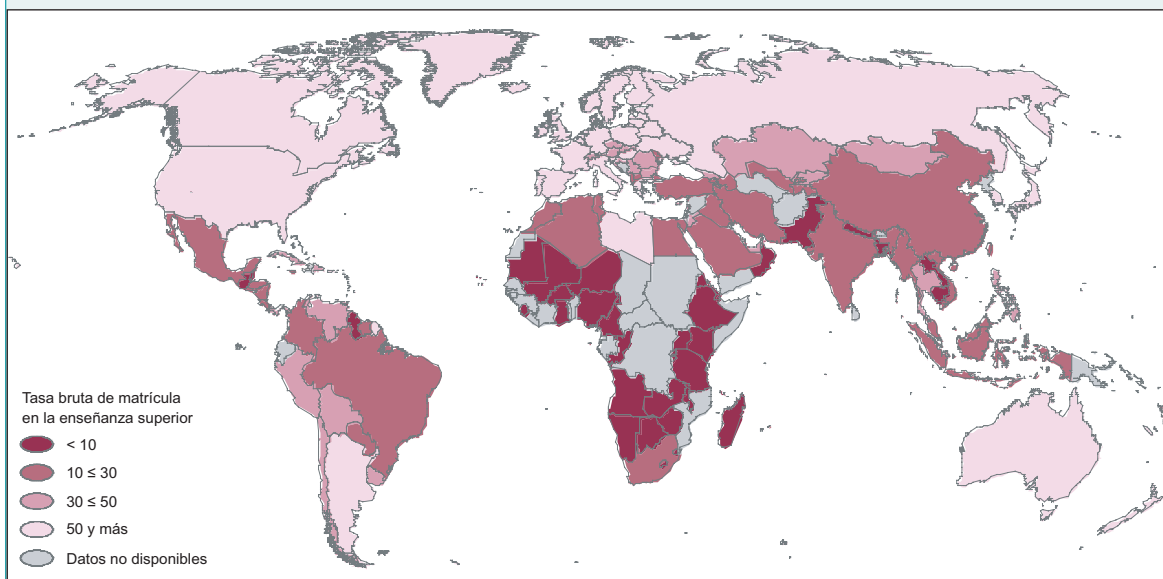 Tasa bruta de matrícula
en la enseñanza superior
< 10
10 ≤ 30
30 ≤ 50
50 y más
Datos no disponibles